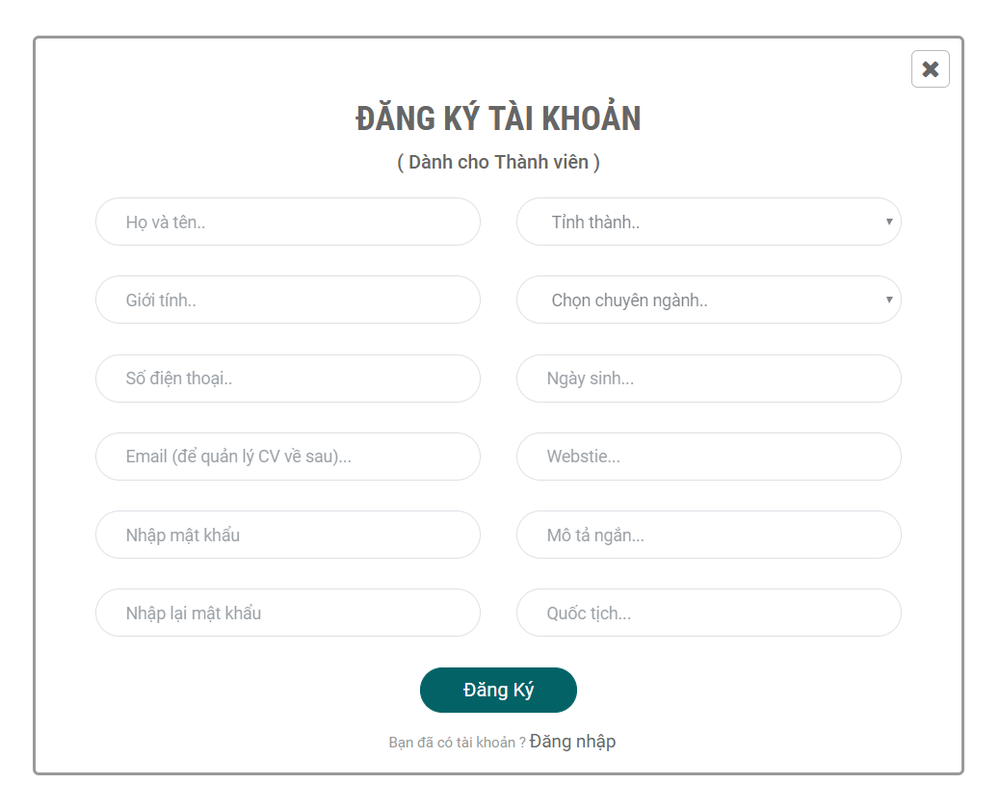 ĐĂNG KÝ TÀI KHOẢN
( Dành cho Thành viên )
Họ và tên..
Tỉnh thành..
Giới tính..
Chọn chuyên ngành..
Số điện thoại..
Ngày sinh...
Email (để quản lý CV về sau)...
Webstie...
Nhập mật khẩu
Mô tả ngắn...
Nhập lại mật khẩu
Quốc tịch...
Đăng Ký
Bạn đã có tài khoản ? Đăng nhập